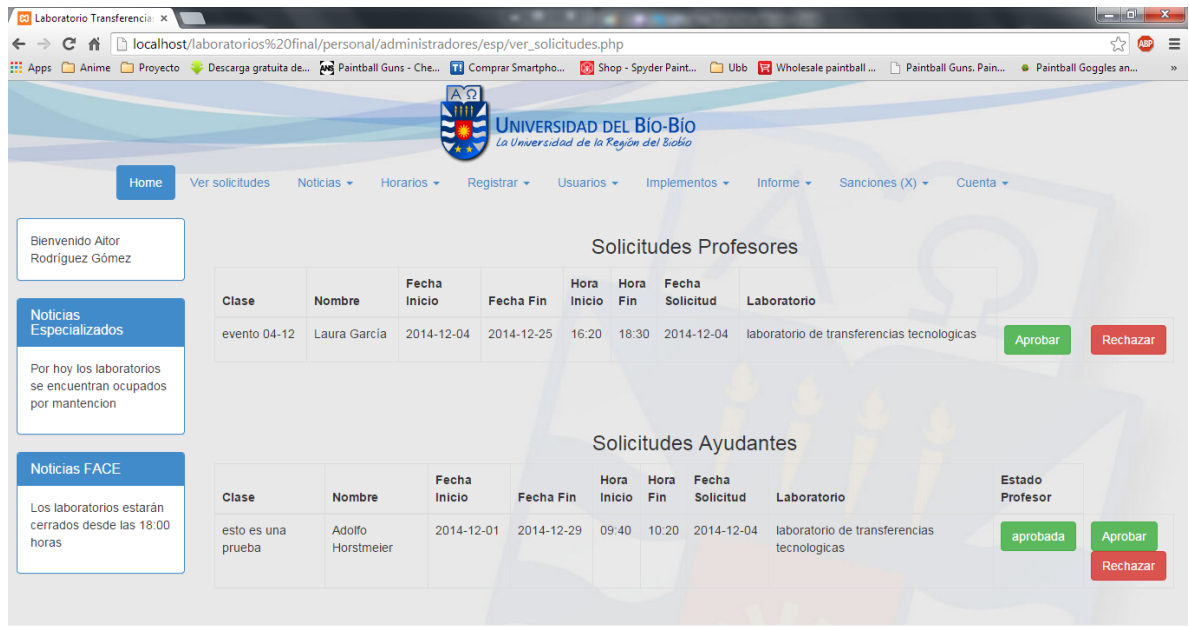 Laboratorio Transferencia
localhost/laboratorios%20final/personal/administradores/esp/ver_solicitudes.php
ABP
Apps Anime Proyecto Descarga gratuita de... Paintball Guns - Che... Comprar Smartpho... Shop - Spyder Paint... Ubb Wholesale paintball ... Paintball Guns. Pain... Paintball Goggles an... »
ΑΩ
UNIVERSIDAD DEL BÍO-BÍO
La Universidad de la Región del Biobío
Home Ver solicitudes Noticias Horarios Registrar Usuarios Implementos Informe Sanciones (X) Cuenta
Bienvenido Aitor
Rodríguez Gómez
Noticias
Especializados
Por hoy los laboratorios
se encuentran ocupados
por mantencion
Noticias FACE
Los laboratorios estarán
cerrados desde las 18:00
horas
Solicitudes Profesores
Clase Nombre Fecha Inicio Fecha Fin Hora Inicio Hora Fin Fecha Solicitud Laboratorio
evento 04-12 Laura García 2014-12-04 2014-12-25 16:20 18:30 2014-12-04 laboratorio de transferencias tecnologicas Aprobar Rechazar
Solicitudes Ayudantes
Clase Nombre Fecha Inicio Fecha Fin Hora Inicio Hora Fin Fecha Solicitud Laboratorio Estado Profesor
esto es una prueba Adolfo Horstmeier 2014-12-01 2014-12-29 09:40 10:20 2014-12-04 laboratorio de transferencias tecnologicas aprobada Aprobar
Rechazar